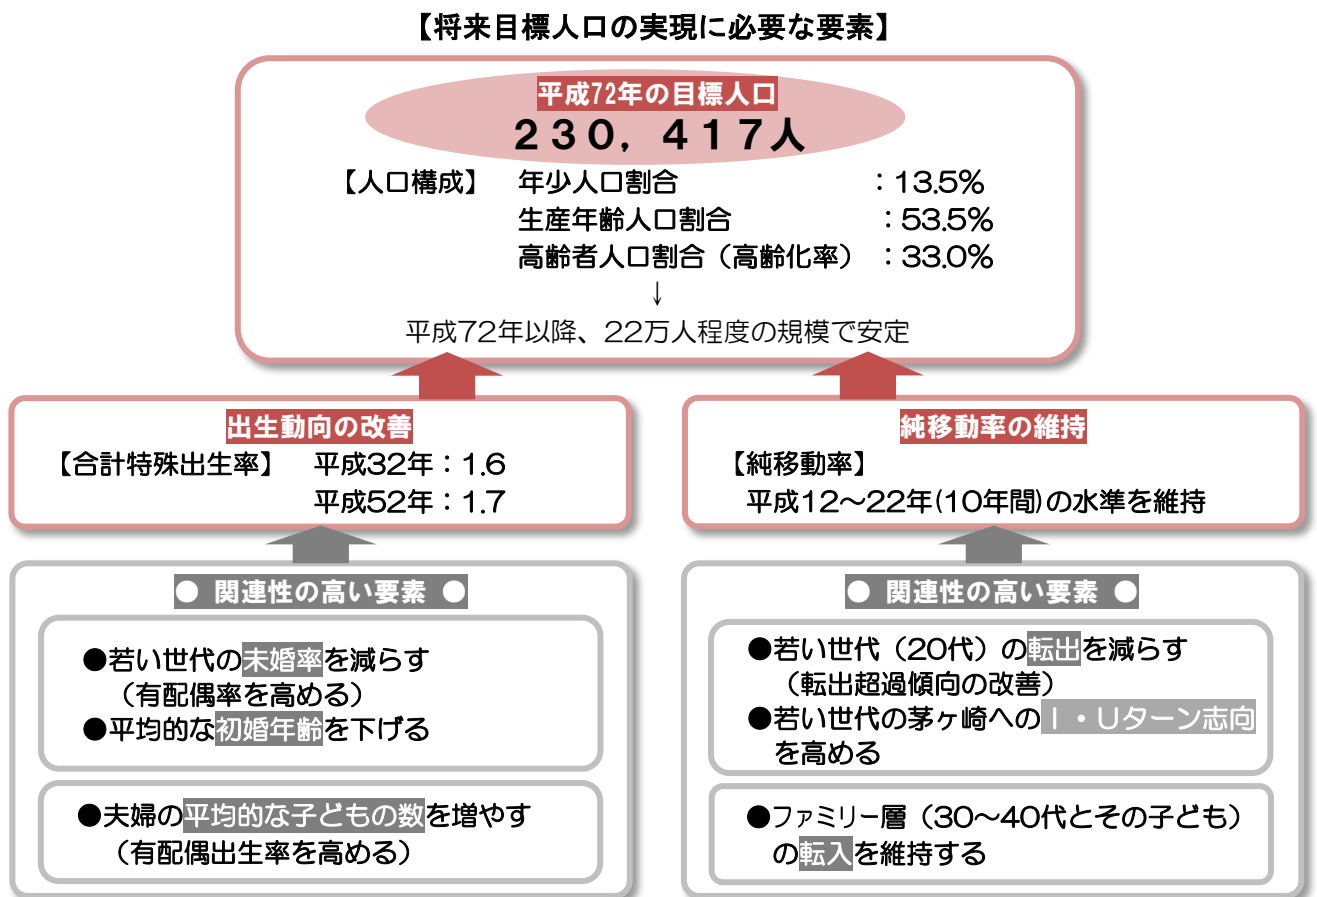 【将来目標人口の実現に必要な要素】
平成72年の目標人口
２３０，４１７人
【人口構成】 年少人口割合 ：13.5%
生産年齢人口割合 ：53.5%
高齢者人口割合（高齢化率） ：33.0%
↓
平成72年以降、22万人程度の規模で安定
出生動向の改善
【合計特殊出生率】 平成32年：1.6
平成52年：1.7
● 関連性の高い要素 ●
●若い世代の未婚率を減らす
（有配偶率を高める）
●平均的な初婚年齢を下げる
●夫婦の平均的な子どもの数を増やす
（有配偶出生率を高める）
純移動率の維持
【純移動率】
平成12～22年(10年間)の水準を維持
● 関連性の高い要素 ●
●若い世代（20代）の転出を減らす
（転出超過傾向の改善）
●若い世代の茅ヶ崎へのＩ・Ｕターン志向
を高める
●ファミリー層（30～40代とその子ども）
の転入を維持する